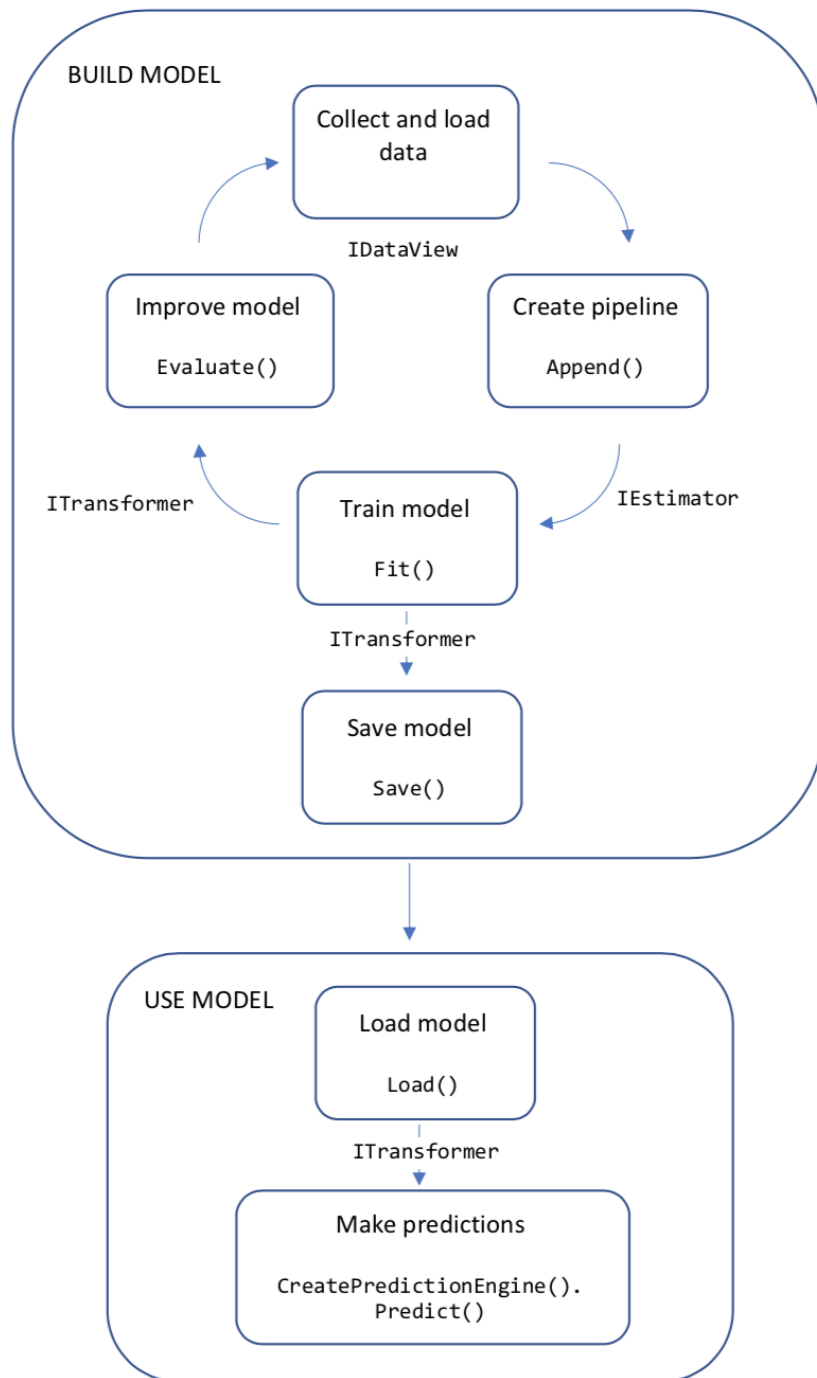 BUILD MODEL
Collect and load
data
IDataView
Improve model
Evaluate()
Create pipeline
Append()
ITransformer
Train model
Fit()
IEstimator
ITransformer
Save model
Save()
USE MODEL
Load model
Load()
ITransformer
Make predictions
CreatePredictionEngine().
Predict()